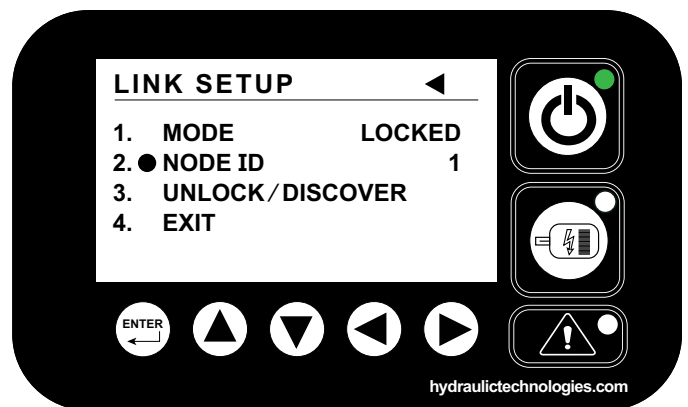 LINK SETUP ◀
1. MODE LOCKED
2. ● NODE ID 1
3. UNLOCK/DISCOVER
4. EXIT
ENTER
hydraulictechnologies.com